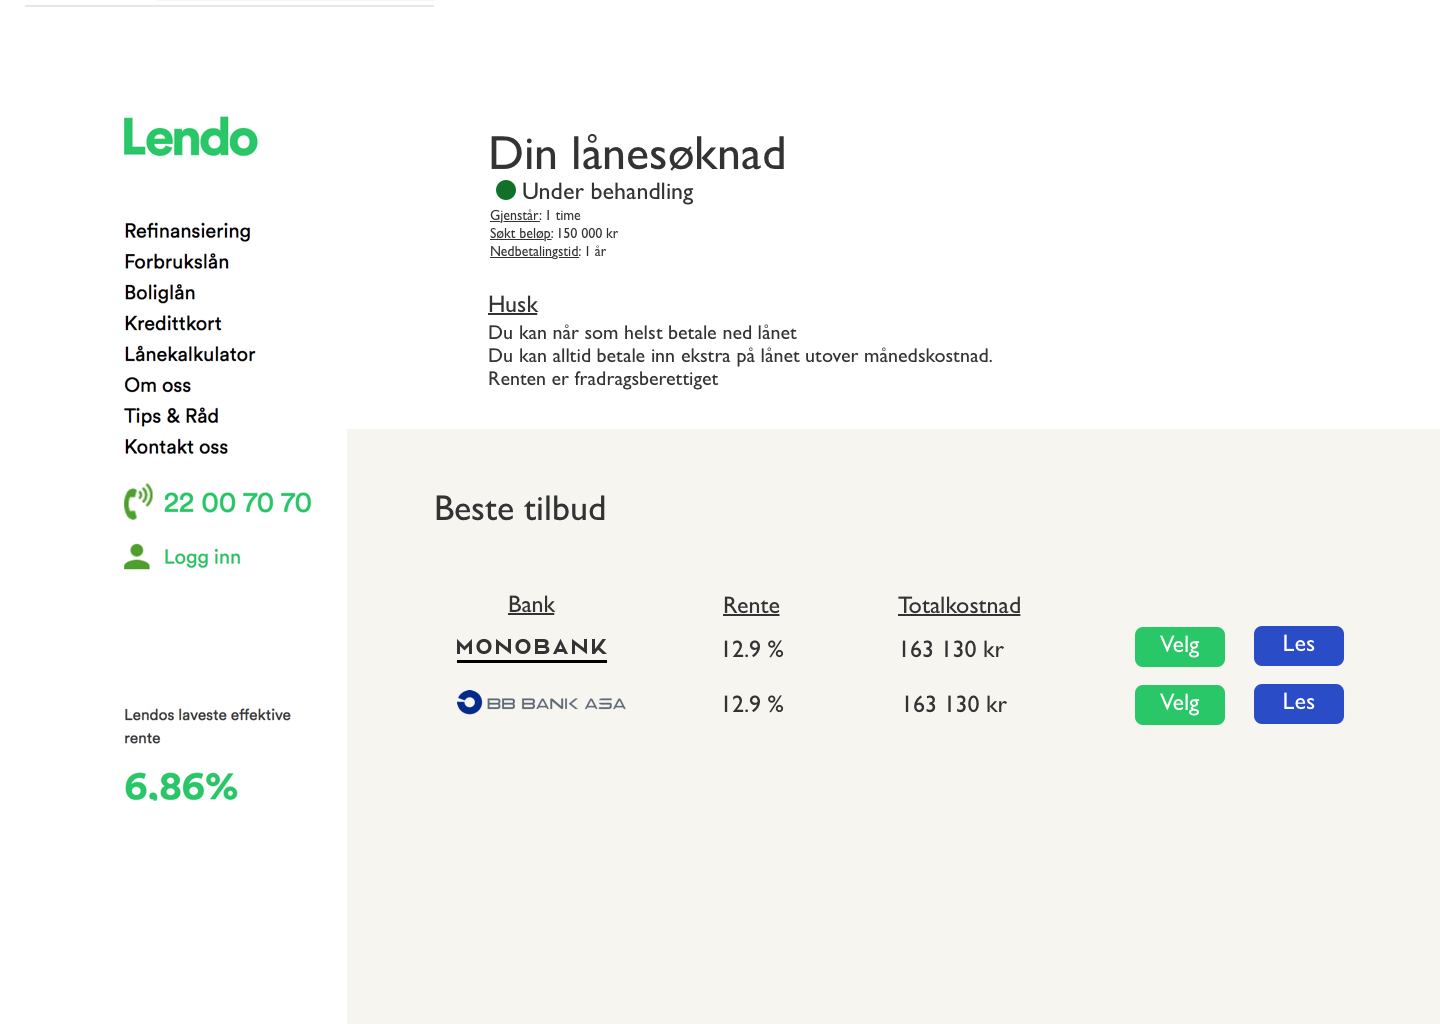 Lendo
Refinansiering
Forbrukslån
Boliglån
Kredittkort
Lånekalkulator
Om oss
Tips & Råd
Kontakt oss
22 00 70 70
Logg inn
Lendos laveste effektive
rente
6.86%
Din lånesøknad
Under behandling
Gjenstår: 1 time
Søkt beløp: 150 000 kr
Nedbetalingstid: 1 år
Husk
Du kan når som helst betale ned lånet
Du kan alltid betale inn ekstra på lånet utover månedskostnad.
Renten er fradragsberettiget
Beste tilbud
Bank Rente Totalkostnad
MONOBANK 12.9 % 163 130 kr Velg Les
BB BANK ASA 12.9 % 163 130 kr Velg Les